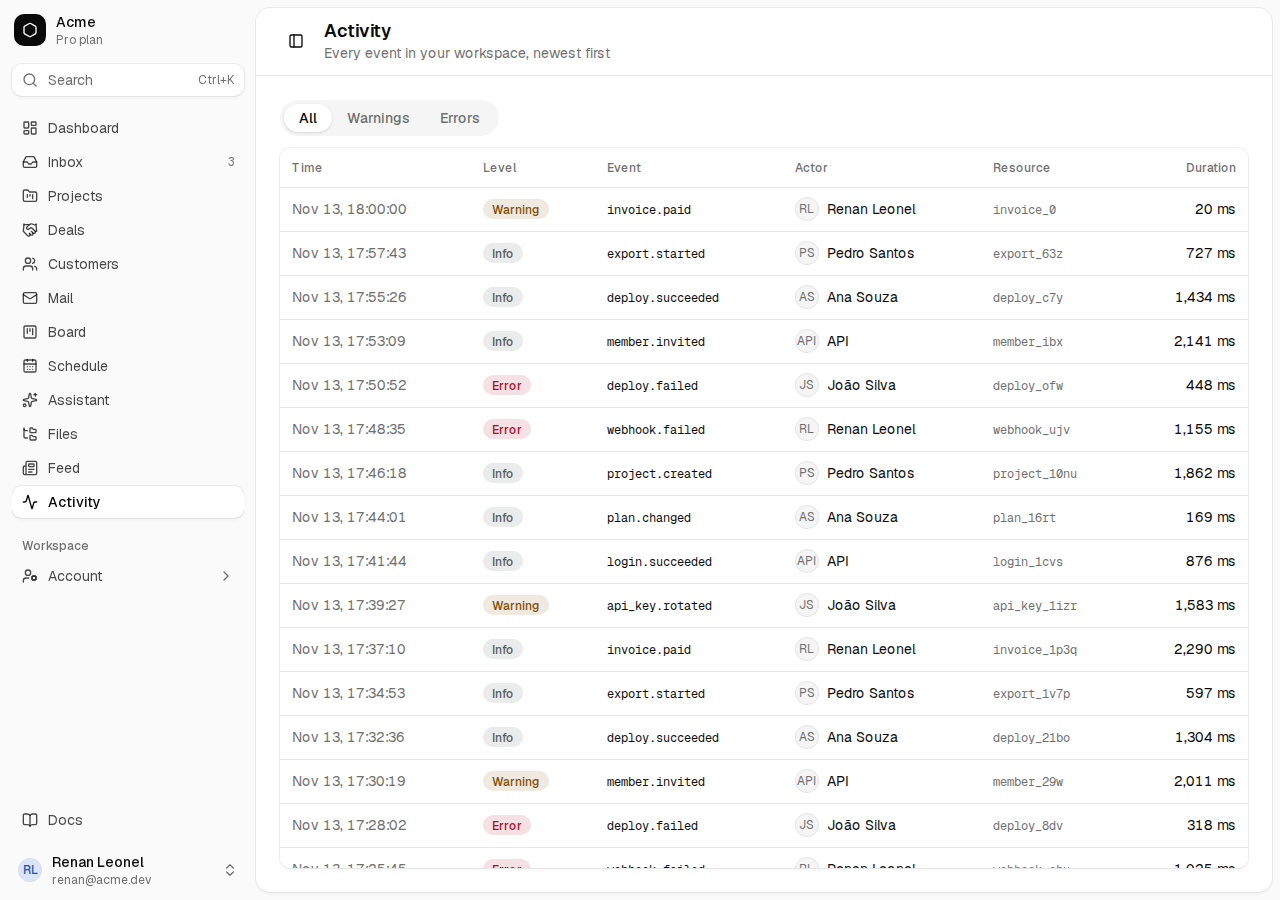 Acme
Pro plan
Search Ctrl+K
Dashboard
Inbox 3
Projects
Deals
Customers
Mail
Board
Schedule
Assistant
Files
Feed
Activity
Workspace
Account
Docs
RL Renan Leonel
renan@acme.dev
Activity
Every event in your workspace, newest first
All Warnings Errors
Time Level Event Actor Resource Duration
Nov 13, 18:00:00 Warning invoice.paid RL Renan Leonel invoice_0 20 ms
Nov 13, 17:57:43 Info export.started PS Pedro Santos export_63z 727 ms
Nov 13, 17:55:26 Info deploy.succeeded AS Ana Souza deploy_c7y 1,434 ms
Nov 13, 17:53:09 Info member.invited API API member_ibx 2,141 ms
Nov 13, 17:50:52 Error deploy.failed JS João Silva deploy_ofw 448 ms
Nov 13, 17:48:35 Error webhook.failed RL Renan Leonel webhook_ujv 1,155 ms
Nov 13, 17:46:18 Info project.created PS Pedro Santos project_10nu 1,862 ms
Nov 13, 17:44:01 Info plan.changed AS Ana Souza plan_16rt 169 ms
Nov 13, 17:41:44 Info login.succeeded API API login_1cvs 876 ms
Nov 13, 17:39:27 Warning api_key.rotated JS João Silva api_key_1izr 1,583 ms
Nov 13, 17:37:10 Info invoice.paid RL Renan Leonel invoice_1p3q 2,290 ms
Nov 13, 17:34:53 Info export.started PS Pedro Santos export_1v7p 597 ms
Nov 13, 17:32:36 Info deploy.succeeded AS Ana Souza deploy_21bo 1,304 ms
Nov 13, 17:30:19 Warning member.invited API API member_29w 2,011 ms
Nov 13, 17:28:02 Error deploy.failed JS João Silva deploy_8dv 318 ms
Nov 13, 17:25:45 Error webhook.failed RL Renan Leonel